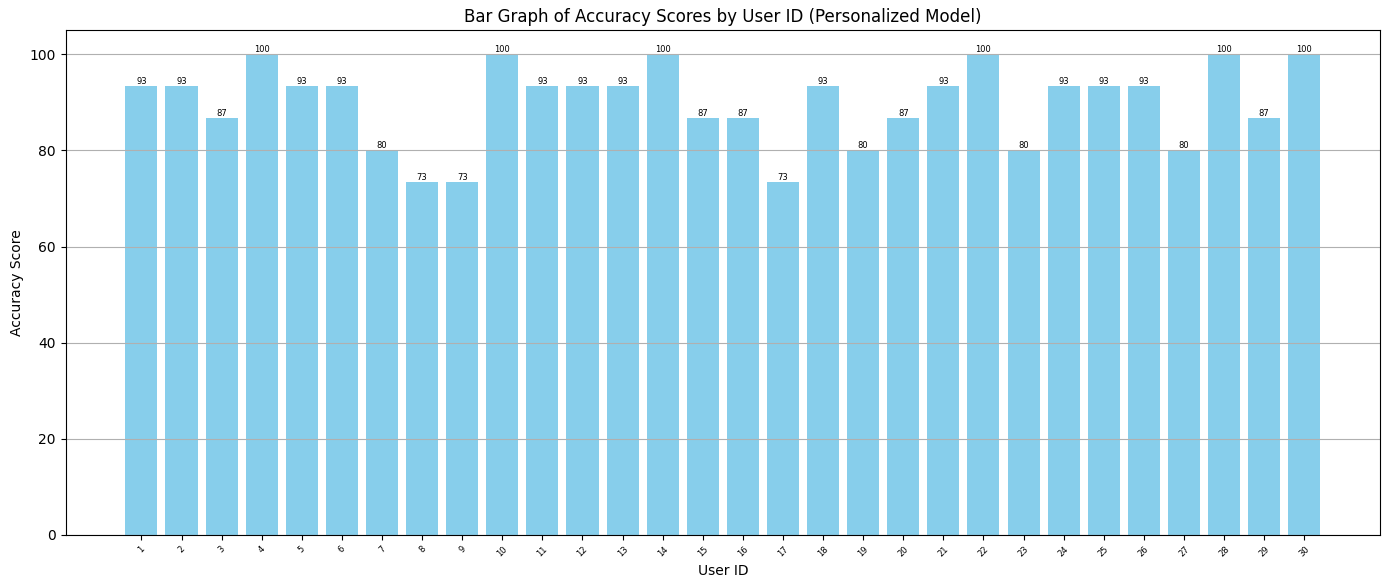 Bar Graph of Accuracy Scores by User ID (Personalized Model)
100
80
60
40
20
0
Accuracy Score
93 93 87 100 93 93 80 73 73 100 93 93 93 100 87 87 73 93 80 87 93 100 80 93 93 93 80 100 87 100
1 2 3 4 5 6 7 8 9 10 11 12 13 14 15 16 17 18 19 20 21 22 23 24 25 26 27 28 29 30
User ID